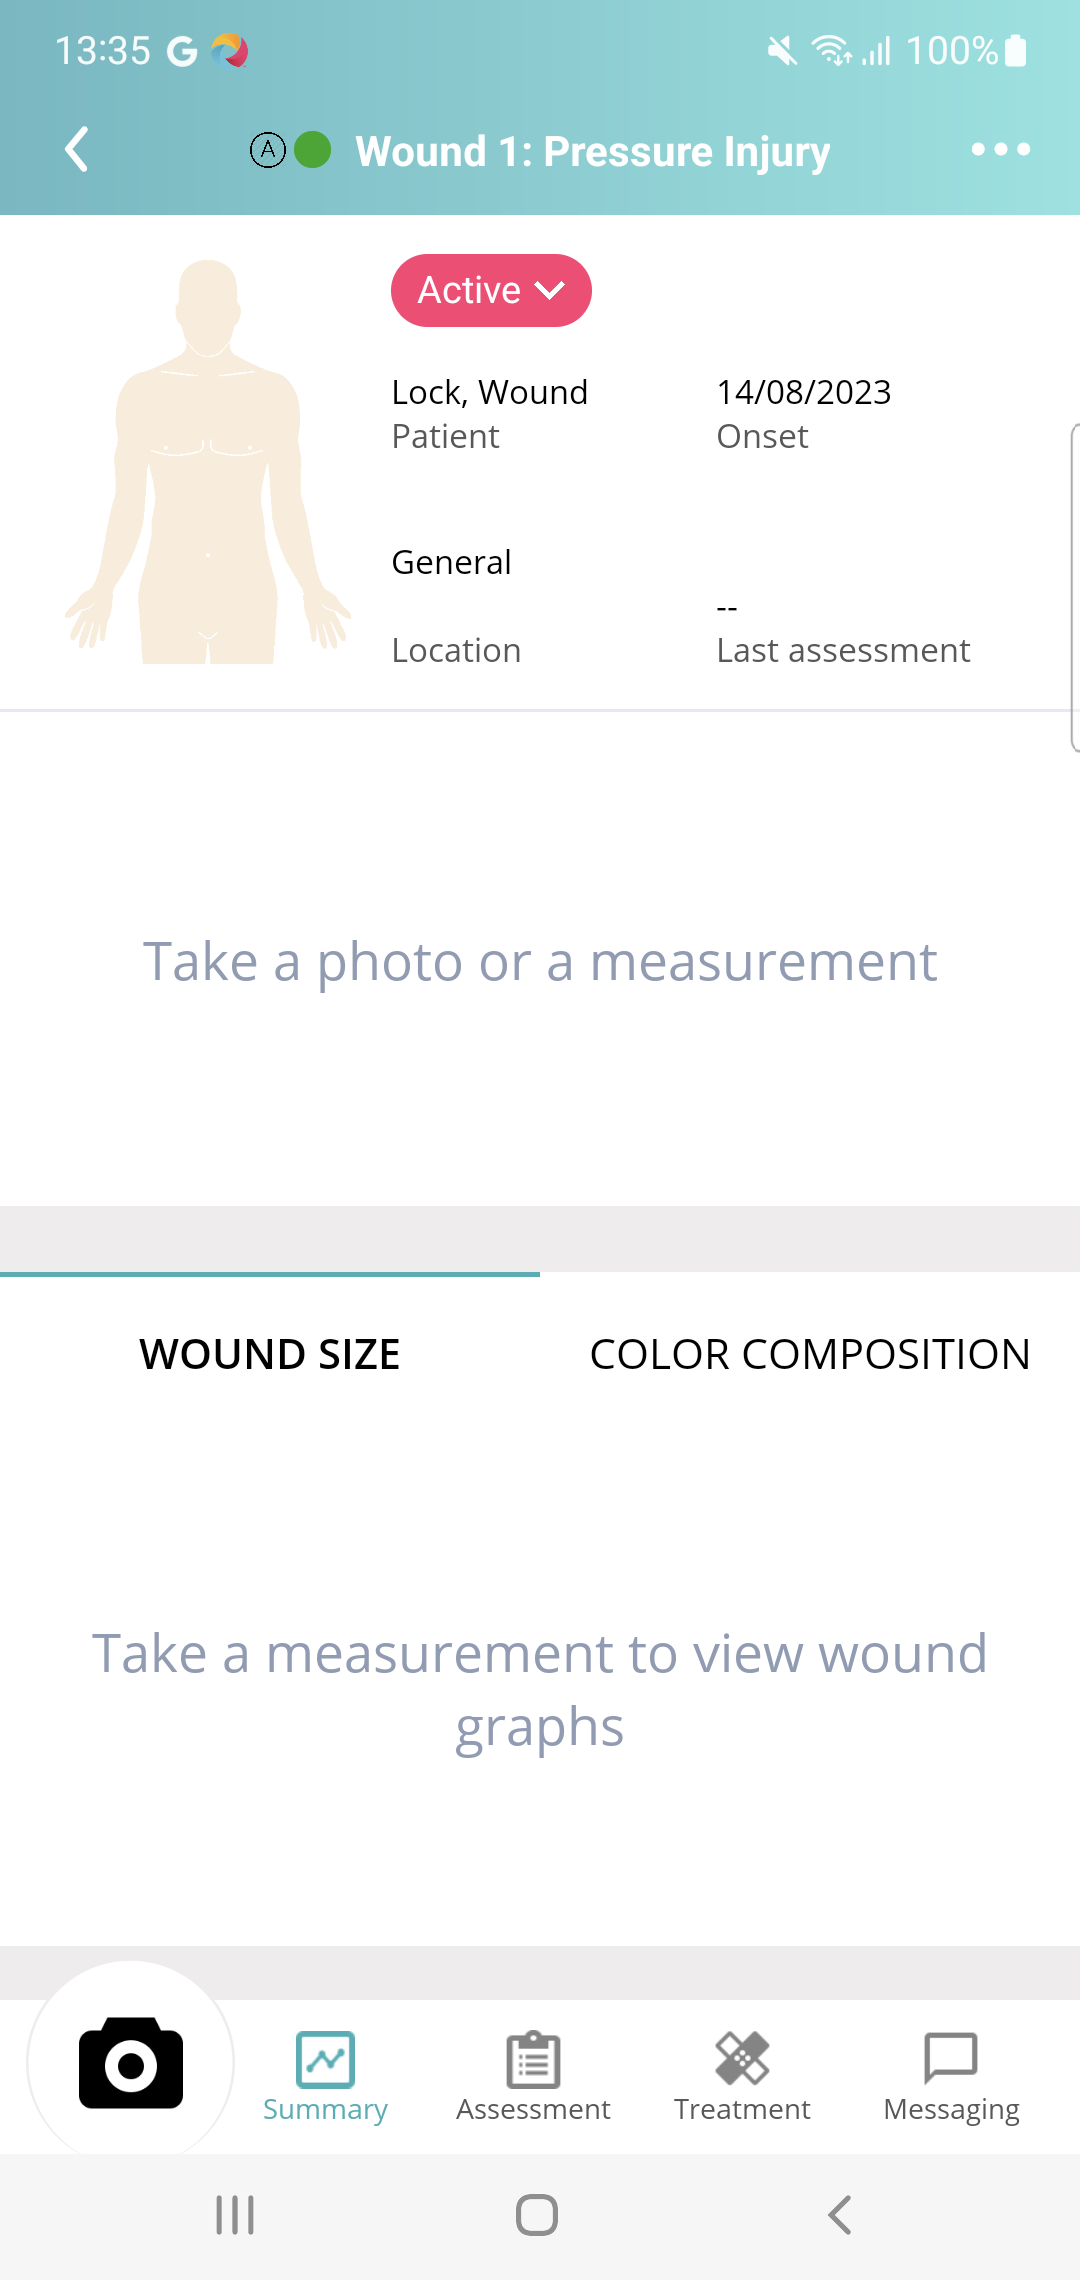 13:35 G 100%
A Wound 1: Pressure Injury
Active
Lock, Wound 14/08/2023
Patient Onset
General
--
Location Last assessment
Take a photo or a measurement
WOUND SIZE COLOR COMPOSITION
Take a measurement to view wound
graphs
Summary Assessment Treatment Messaging